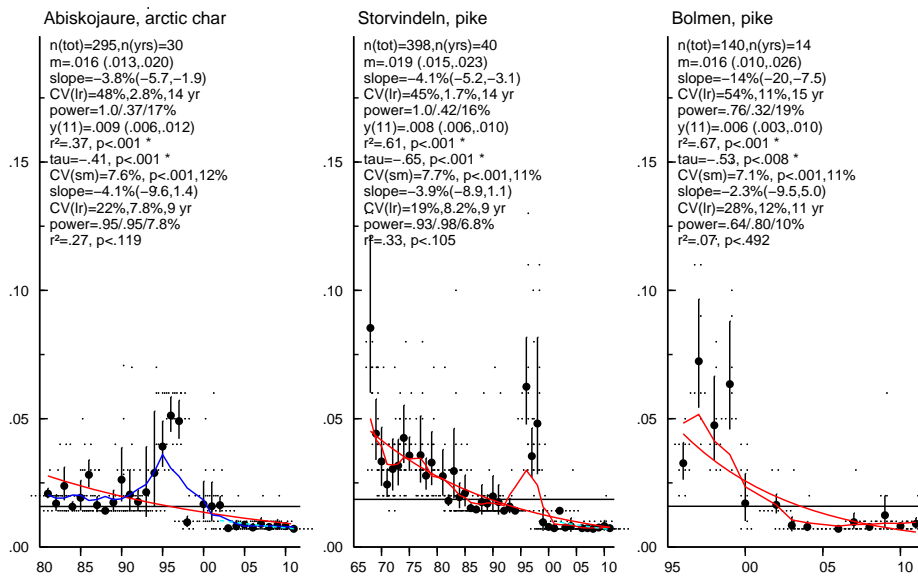 Abiskojaure, arctic char
n(tot)=295,n(yrs)=30
m=.016 (.013,.020)
slope=−3.8%(−5.7,−1.9)
CV(lr)=48%,2.8%,14 yr
power=1.0/.37/17%
y(11)=.009 (.006,.012)
r²=.37, p<.001 *
tau=−.41, p<.001 *
CV(sm)=7.6%, p<.001,12%
slope=−4.1%(−9.6,1.4)
CV(lr)=22%,7.8%,9 yr
power=.95/.95/7.8%
r²=.27, p<.119
.15
.10
.05
.00
80 85 90 95 00 05 10
Storvindeln, pike
n(tot)=398,n(yrs)=40
m=.019 (.015,.023)
slope=−4.1%(−5.2,−3.1)
CV(lr)=45%,1.7%,14 yr
power=1.0/.42/16%
y(11)=.008 (.006,.010)
r²=.61, p<.001 *
tau=−.65, p<.001 *
CV(sm)=7.7%, p<.001,11%
slope=−3.9%(−8.9,1.1)
CV(lr)=19%,8.2%,9 yr
power=.93/.98/6.8%
r²=.33, p<.105
.15
.10
.05
.00
65 70 75 80 85 90 95 00 05 10
Bolmen, pike
n(tot)=140,n(yrs)=14
m=.016 (.010,.026)
slope=−14%(−20,−7.5)
CV(lr)=54%,11%,15 yr
power=.76/.32/19%
y(11)=.006 (.003,.010)
r²=.67, p<.001 *
tau=−.53, p<.008 *
CV(sm)=7.1%, p<.001,11%
slope=−2.3%(−9.5,5.0)
CV(lr)=28%,12%,11 yr
power=.64/.80/10%
r²=.07, p<.492
.15
.10
.05
.00
95 00 05 10